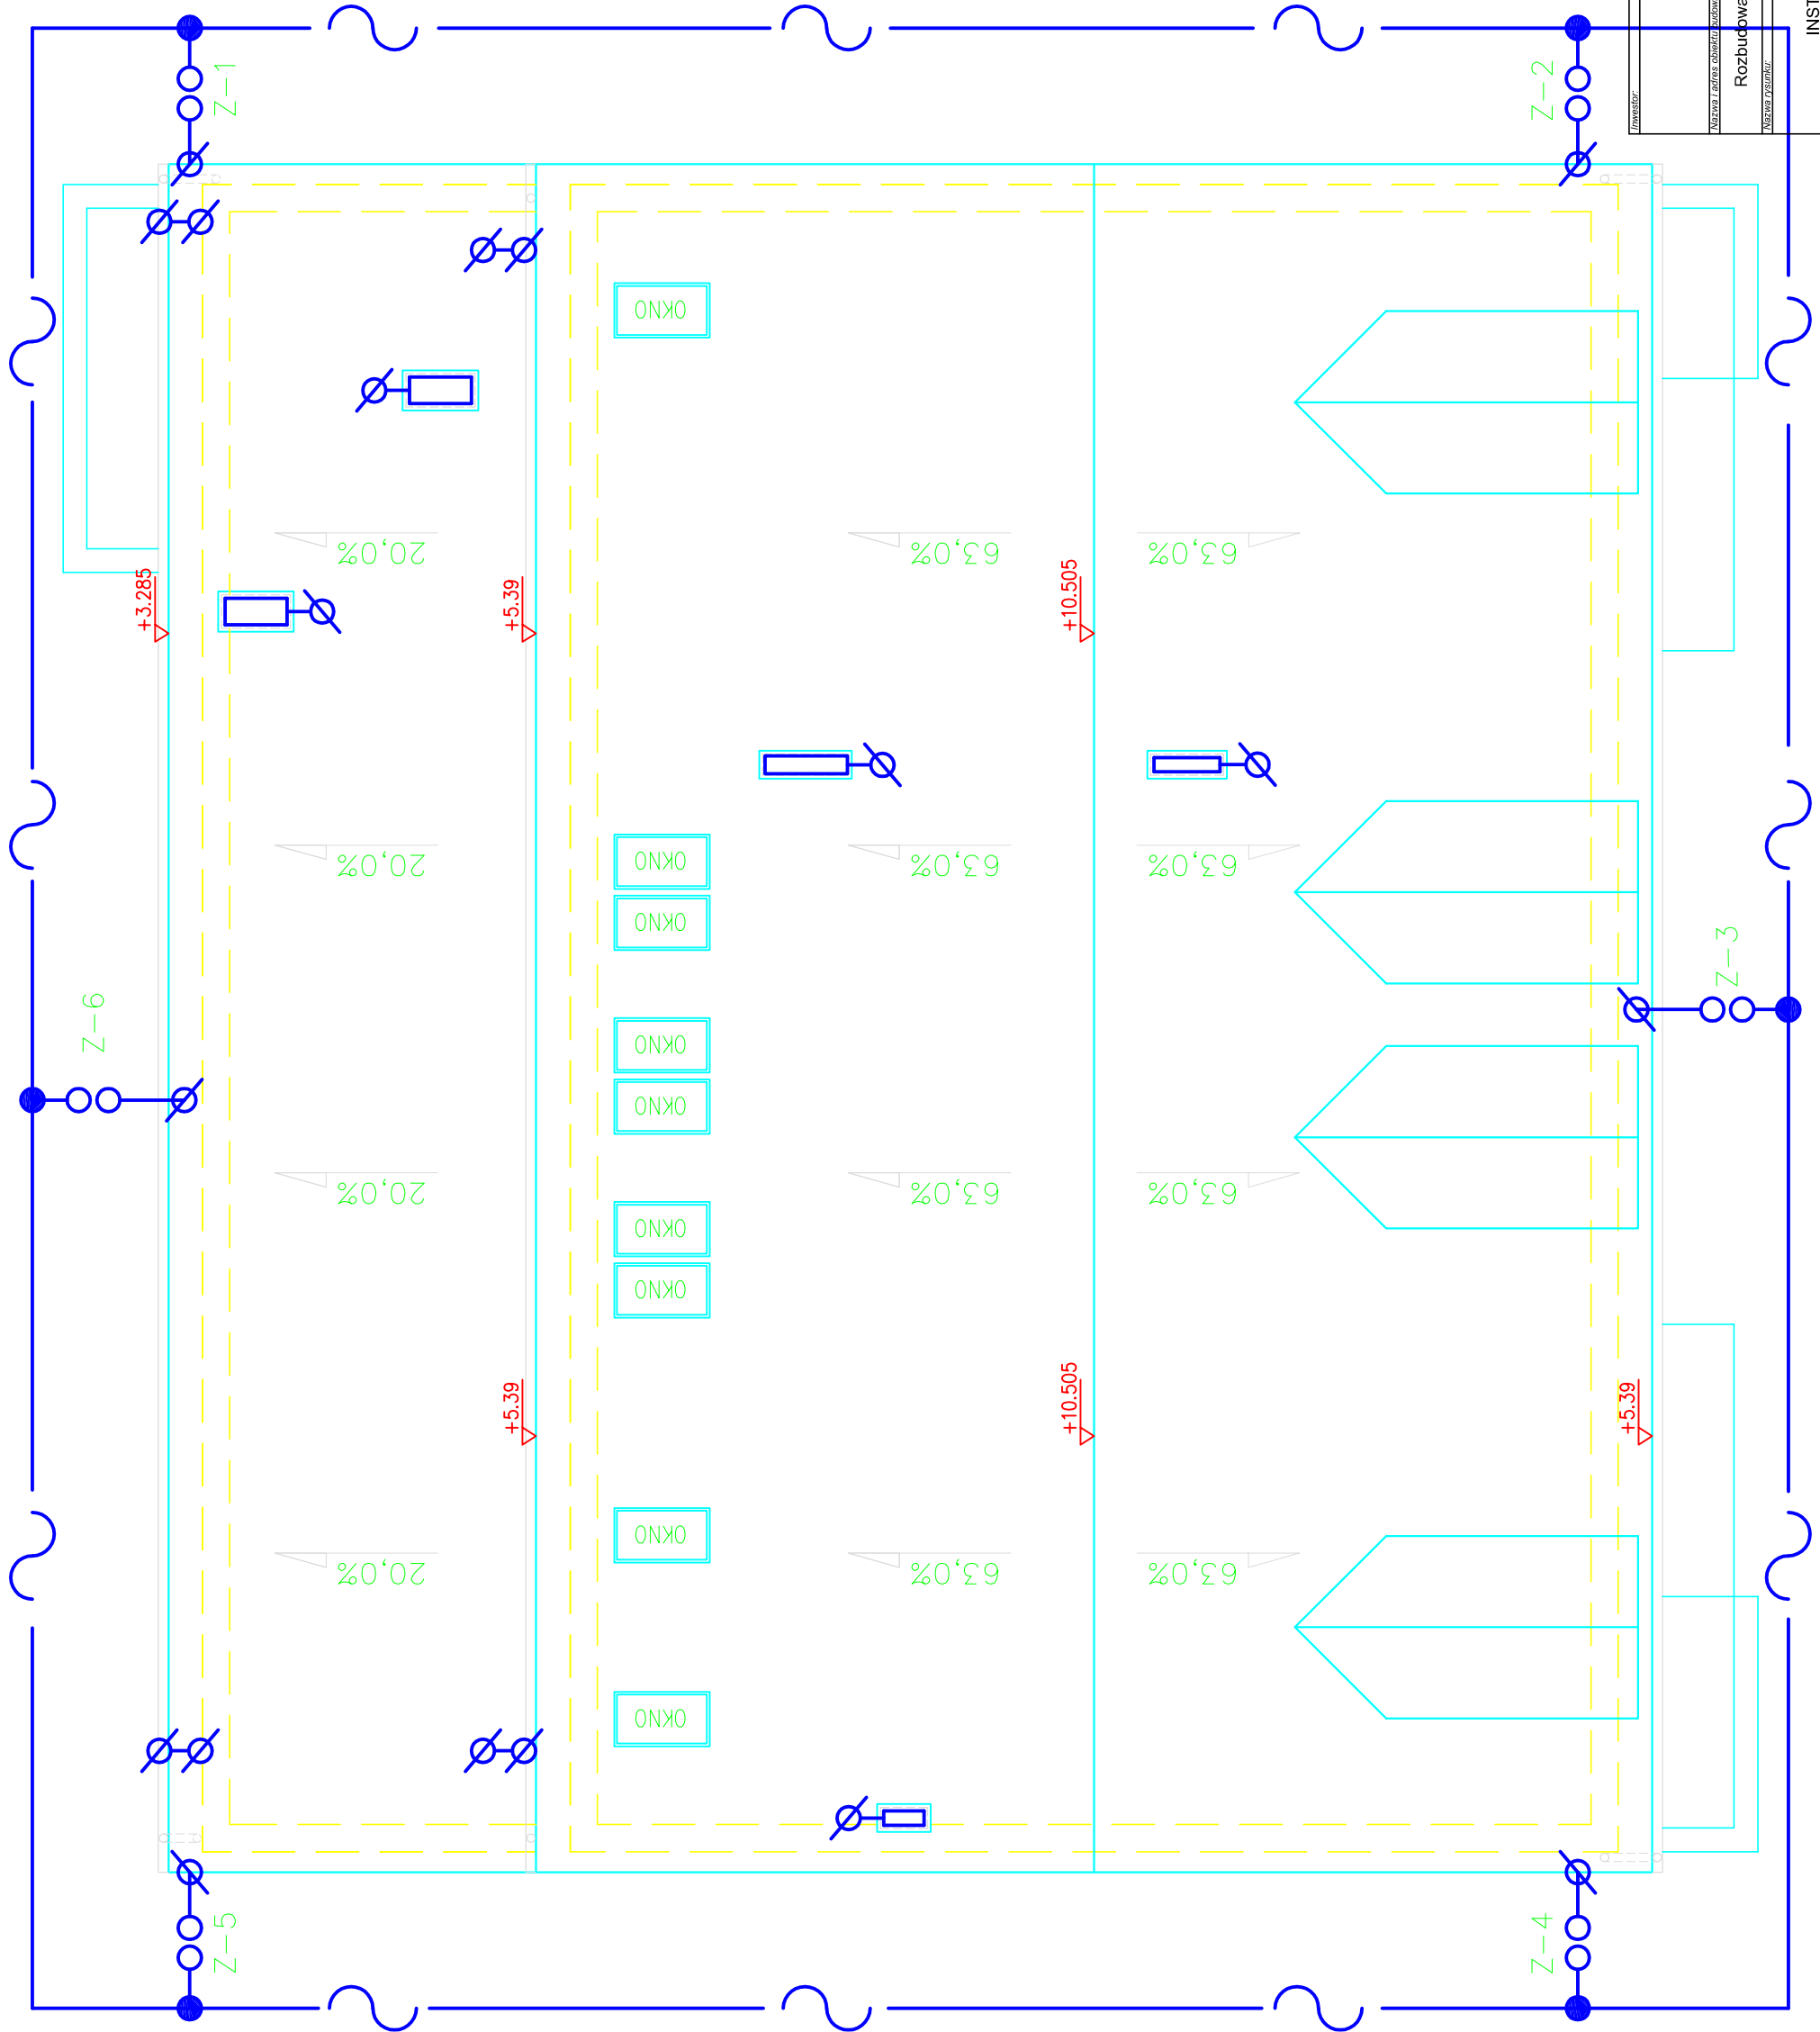 Z-1
Z-2
Inwestor:
Nazwa i adres obiektu budow
Rozbudowa
Nazwa rysunku:
INST
OKNO
20,0%
63,0%
63,0%
+3.285
+5.39
+10.505
20,0%
63,0%
63,0%
OKNO
OKNO
Z-6
Z-3
OKNO
OKNO
20,0%
63,0%
63,0%
OKNO
OKNO
+5.39
+10.505
+5.39
OKNO
20,0%
63,0%
63,0%
OKNO
Z-5
Z-4